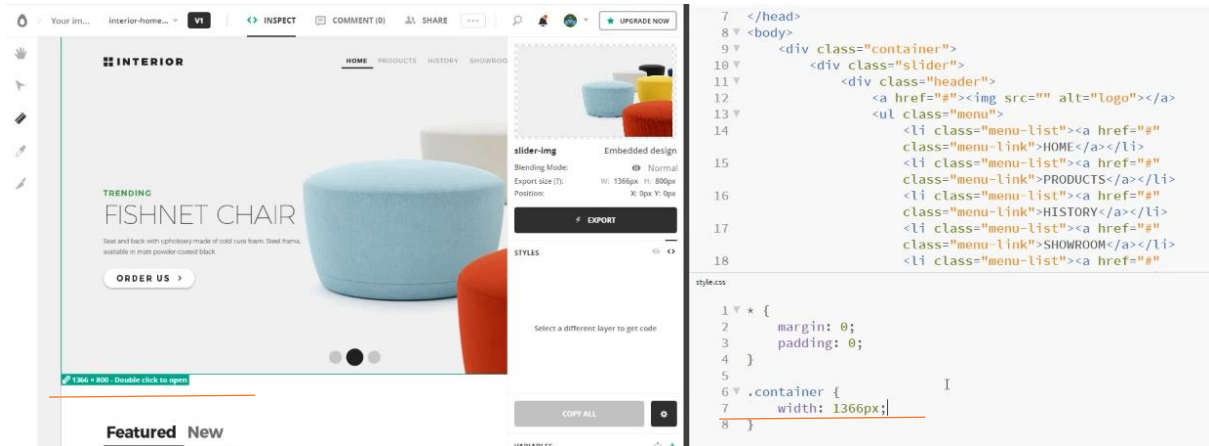 Your im...
interior-home...
V1
<> INSPECT
COMMENT (0)
SHARE
UPGRADE NOW
INTERIOR
HOME PRODUCTS HISTORY SHOWROO
TRENDING
FISHNET CHAIR
Seat and back with upholstery made of cold cure foam. Steel frame,
available in matt powder-coated black
ORDER US >
1366 × 800 - Double click to open
Featured New
slider-img Embedded design
Blending Mode: Normal
Export size (?): W: 1366px H: 800px
Position: X: 0px Y: 0px
EXPORT
STYLES
Select a different layer to get code
COPY ALL
VARIABLES
7 </head>
8 <body>
9 <div class="container">
10 <div class="slider">
11 <div class="header">
12 <a href="#"><img src="" alt="logo"></a>
13 <ul class="menu">
14 <li class="menu-list"><a href="#"
class="menu-link">HOME</a></li>
15 <li class="menu-list"><a href="#"
class="menu-link">PRODUCTS</a></li>
16 <li class="menu-list"><a href="#"
class="menu-link">HISTORY</a></li>
17 <li class="menu-list"><a href="#"
class="menu-link">SHOWROOM</a></li>
18 <li class="menu-list"><a href="#"
style.css
1 * {
2 margin: 0;
3 padding: 0;
4 }
5
6 .container {
7 width: 1366px;
8 }